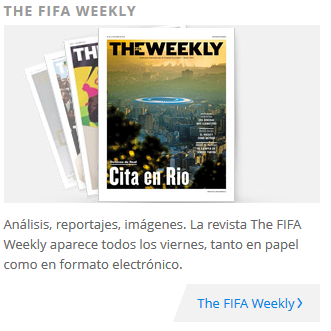 THE FIFA WEEKLY
THE WEEKLY
Cita en Rio
Análisis, reportajes, imágenes. La revista The FIFA
Weekly aparece todos los viernes, tanto en papel
como en formato electrónico.
The FIFA Weekly